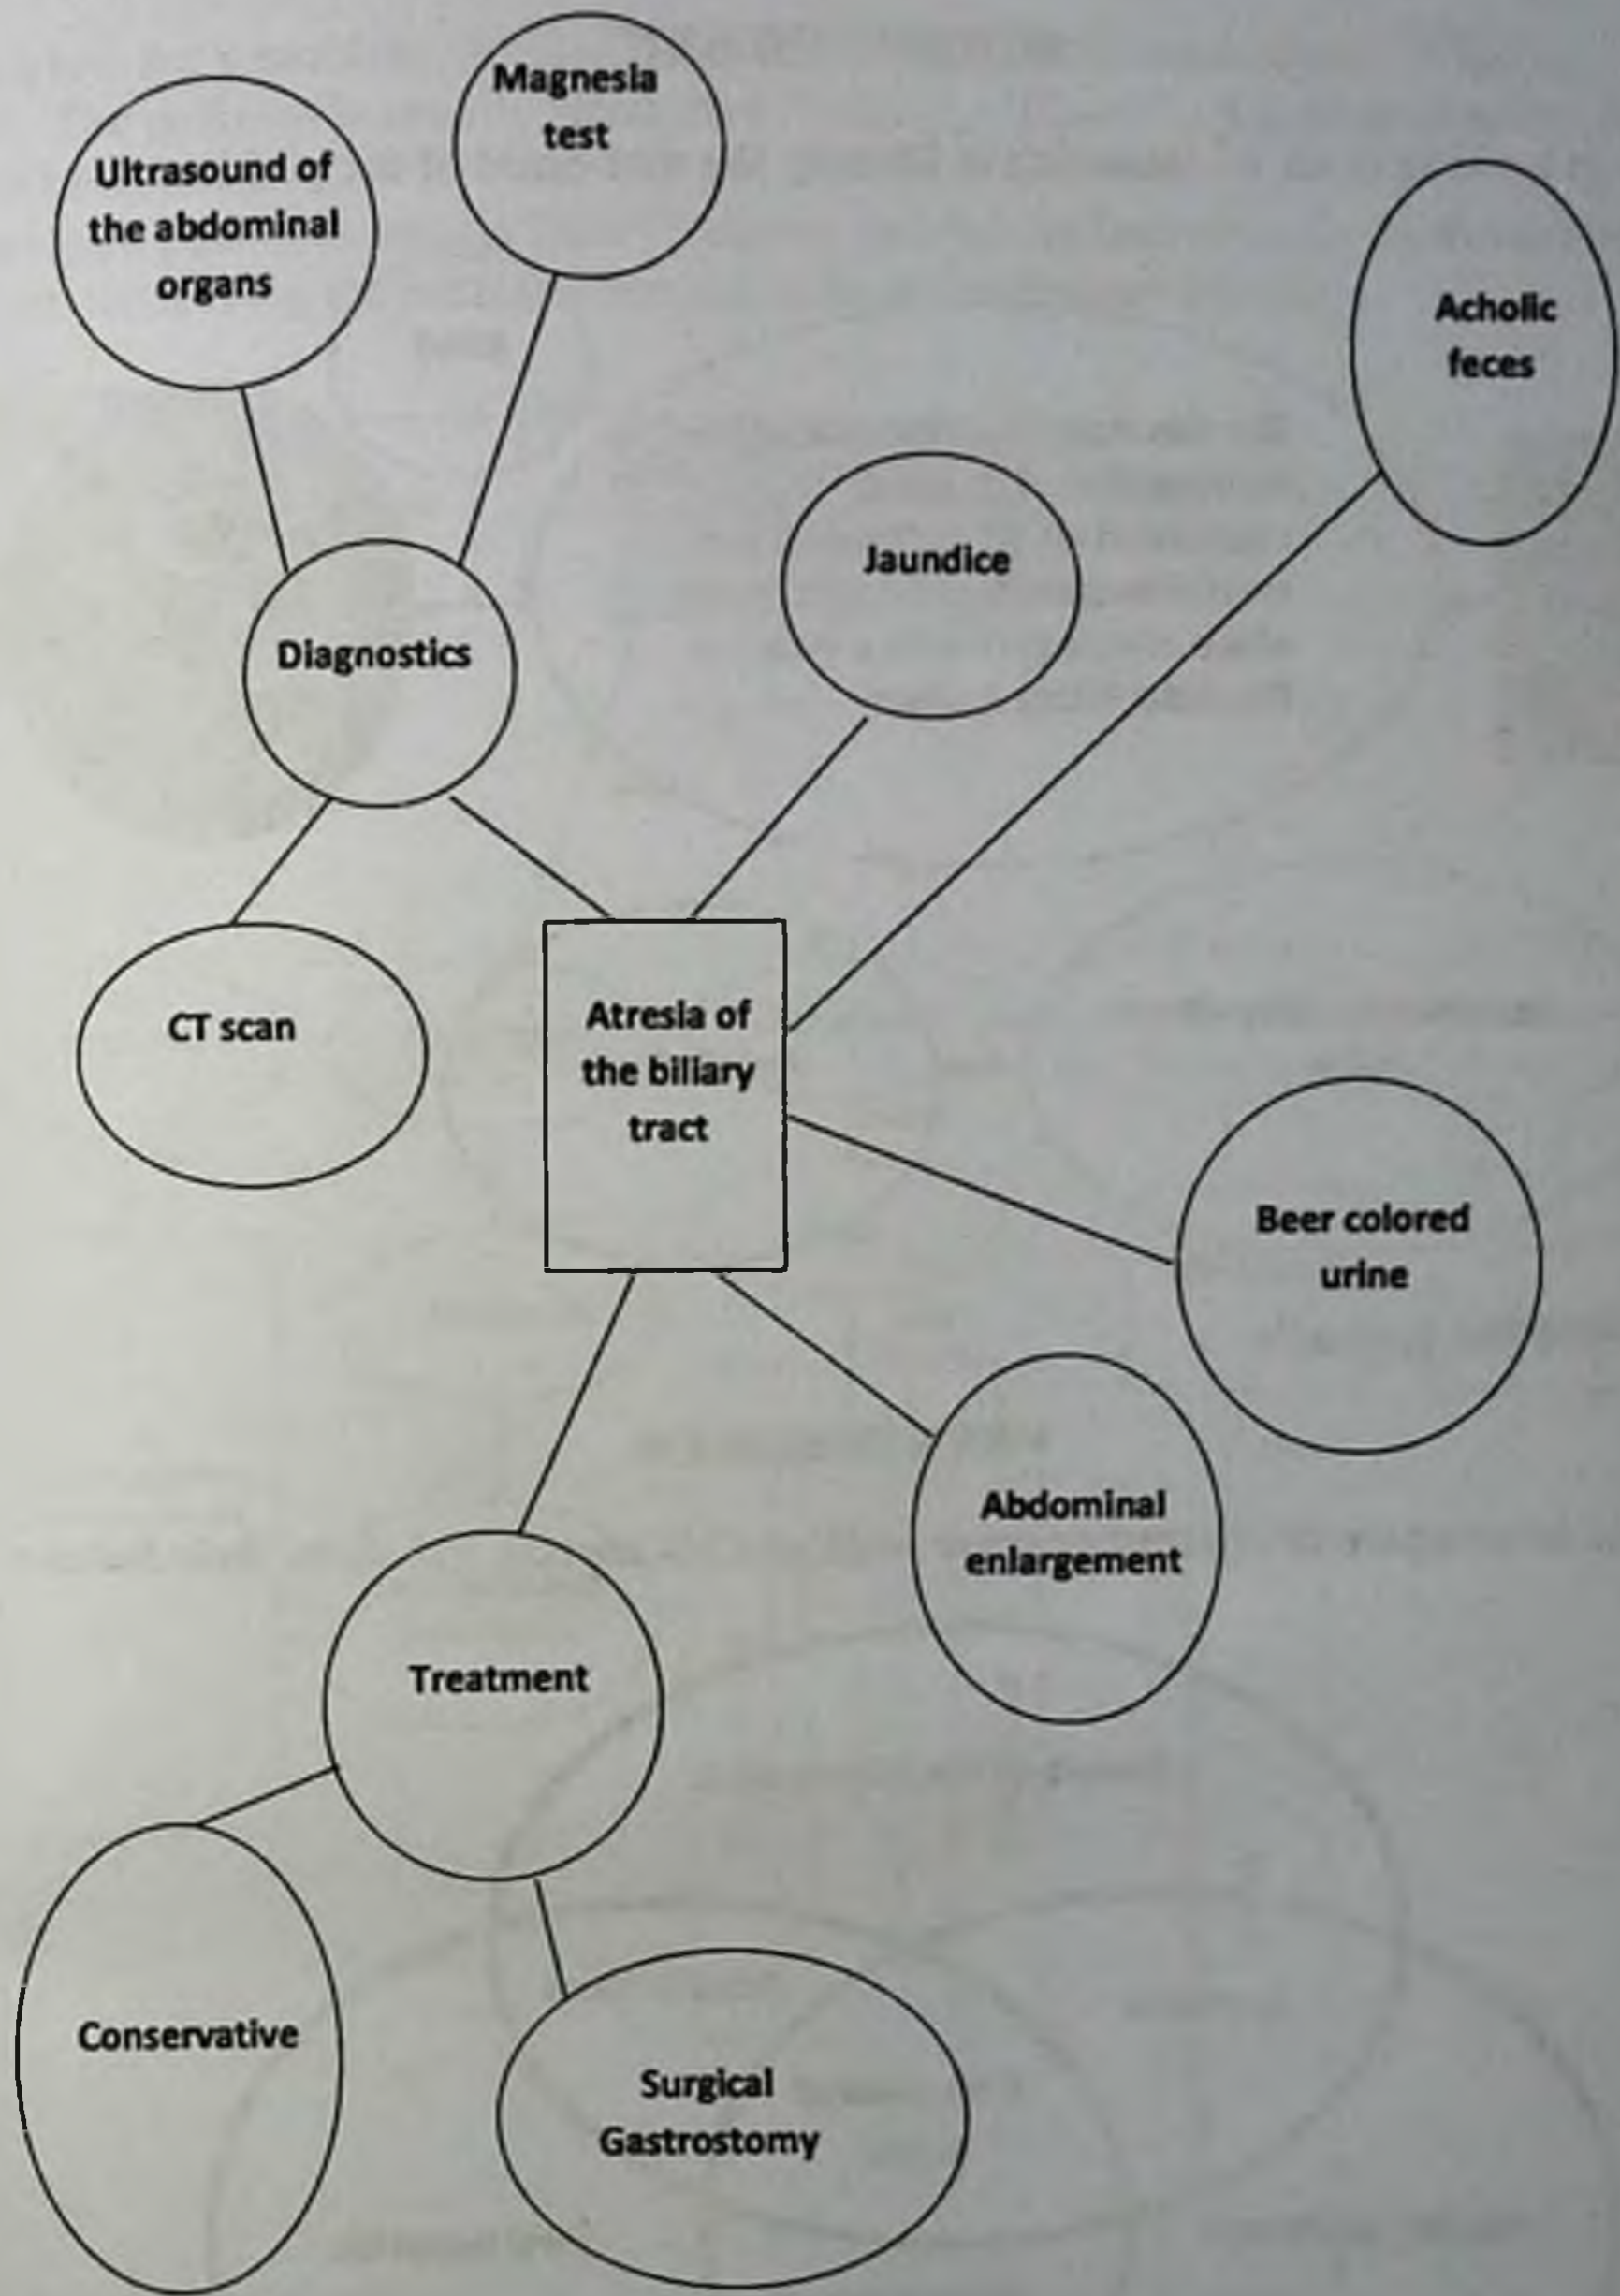 Magnesia
test
Ultrasound of
the abdominal
organs
Acholic
feces
Jaundice
Diagnostics
CT scan
Atresia of
the biliary
tract
Beer colored
urine
Abdominal
enlargement
Treatment
Conservative
Surgical
Gastrostomy